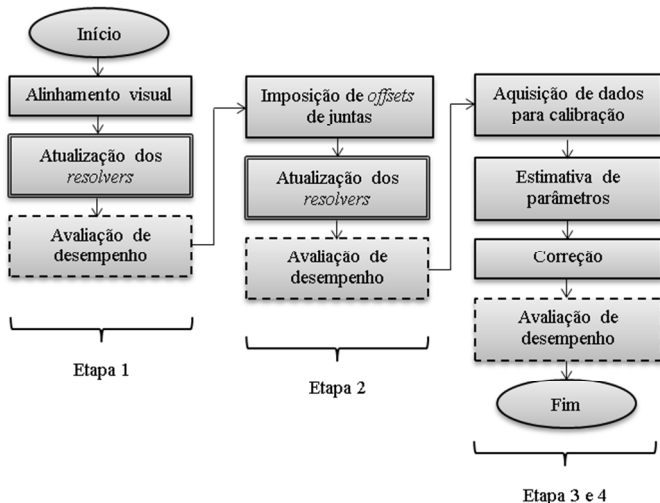 Início
Alinhamento visual
Atualização dos
resolvers
Avaliação de
desempenho
Etapa 1
Imposição de offsets
de juntas
Atualização dos
resolvers
Avaliação de
desempenho
Etapa 2
Aquisição de dados
para calibração
Estimativa de
parâmetros
Correção
Avaliação de
desempenho
Fim
Etapa 3 e 4